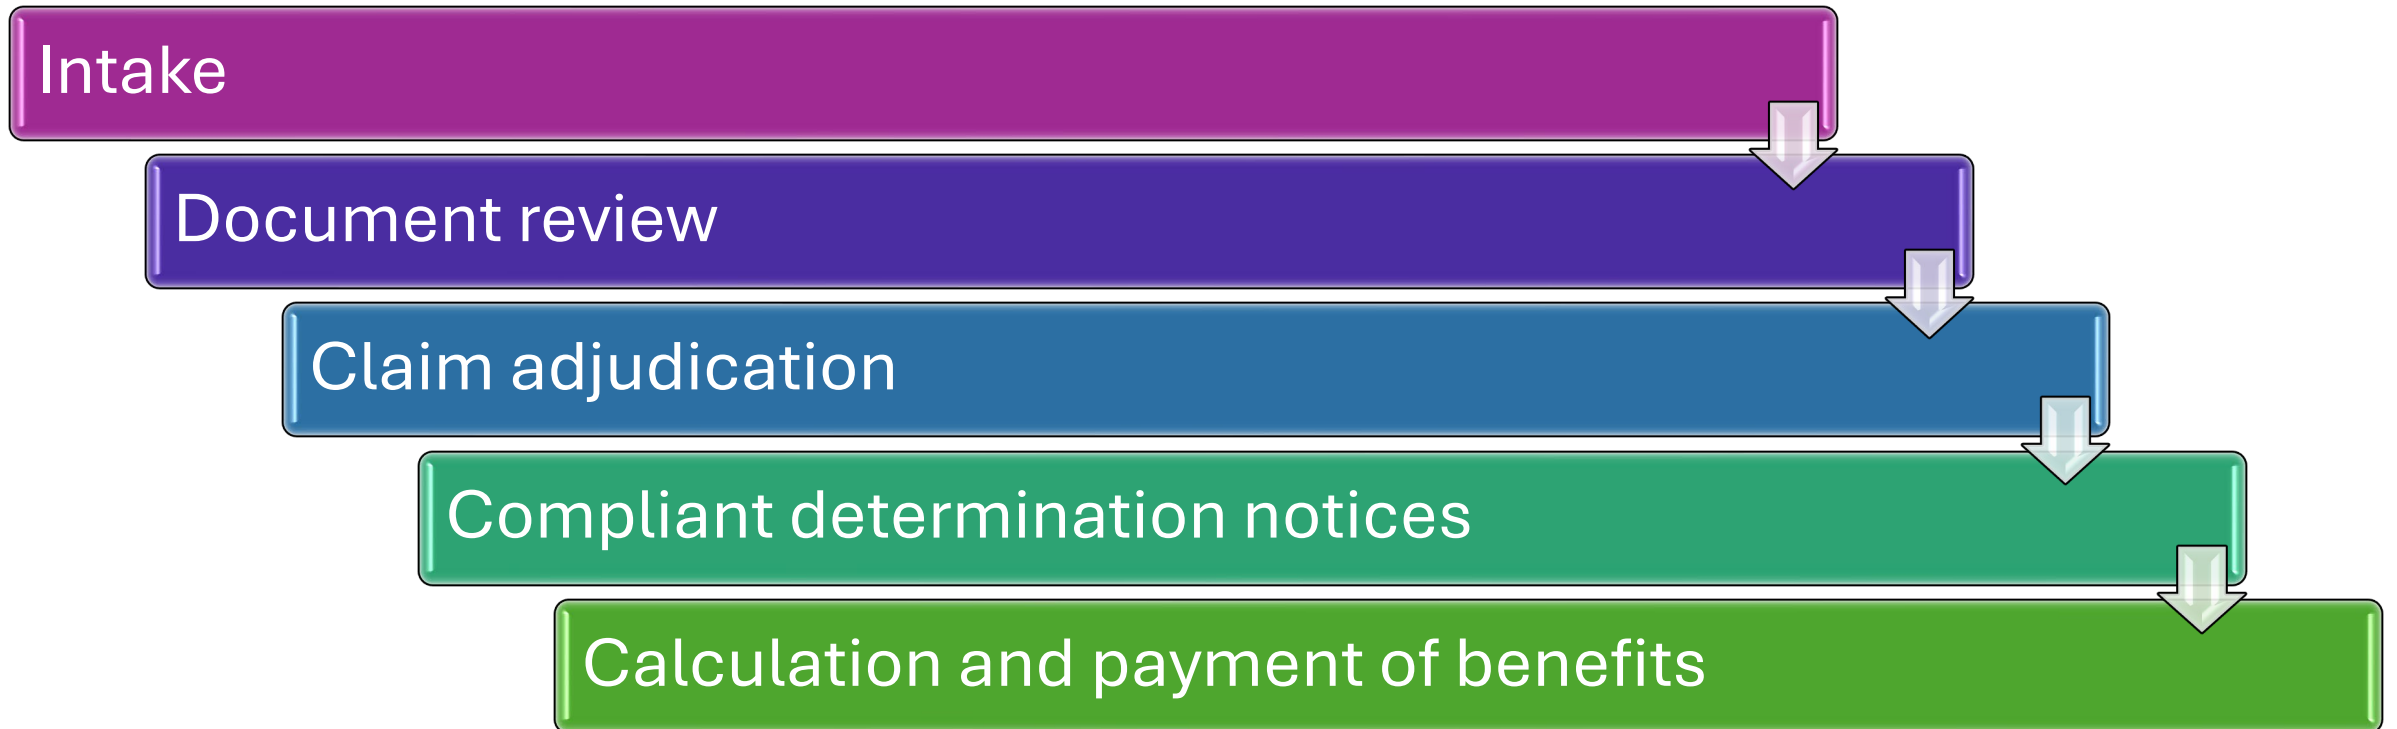 Intake
Document review
Claim adjudication
Compliant determination notices
Calculation and payment of benefits